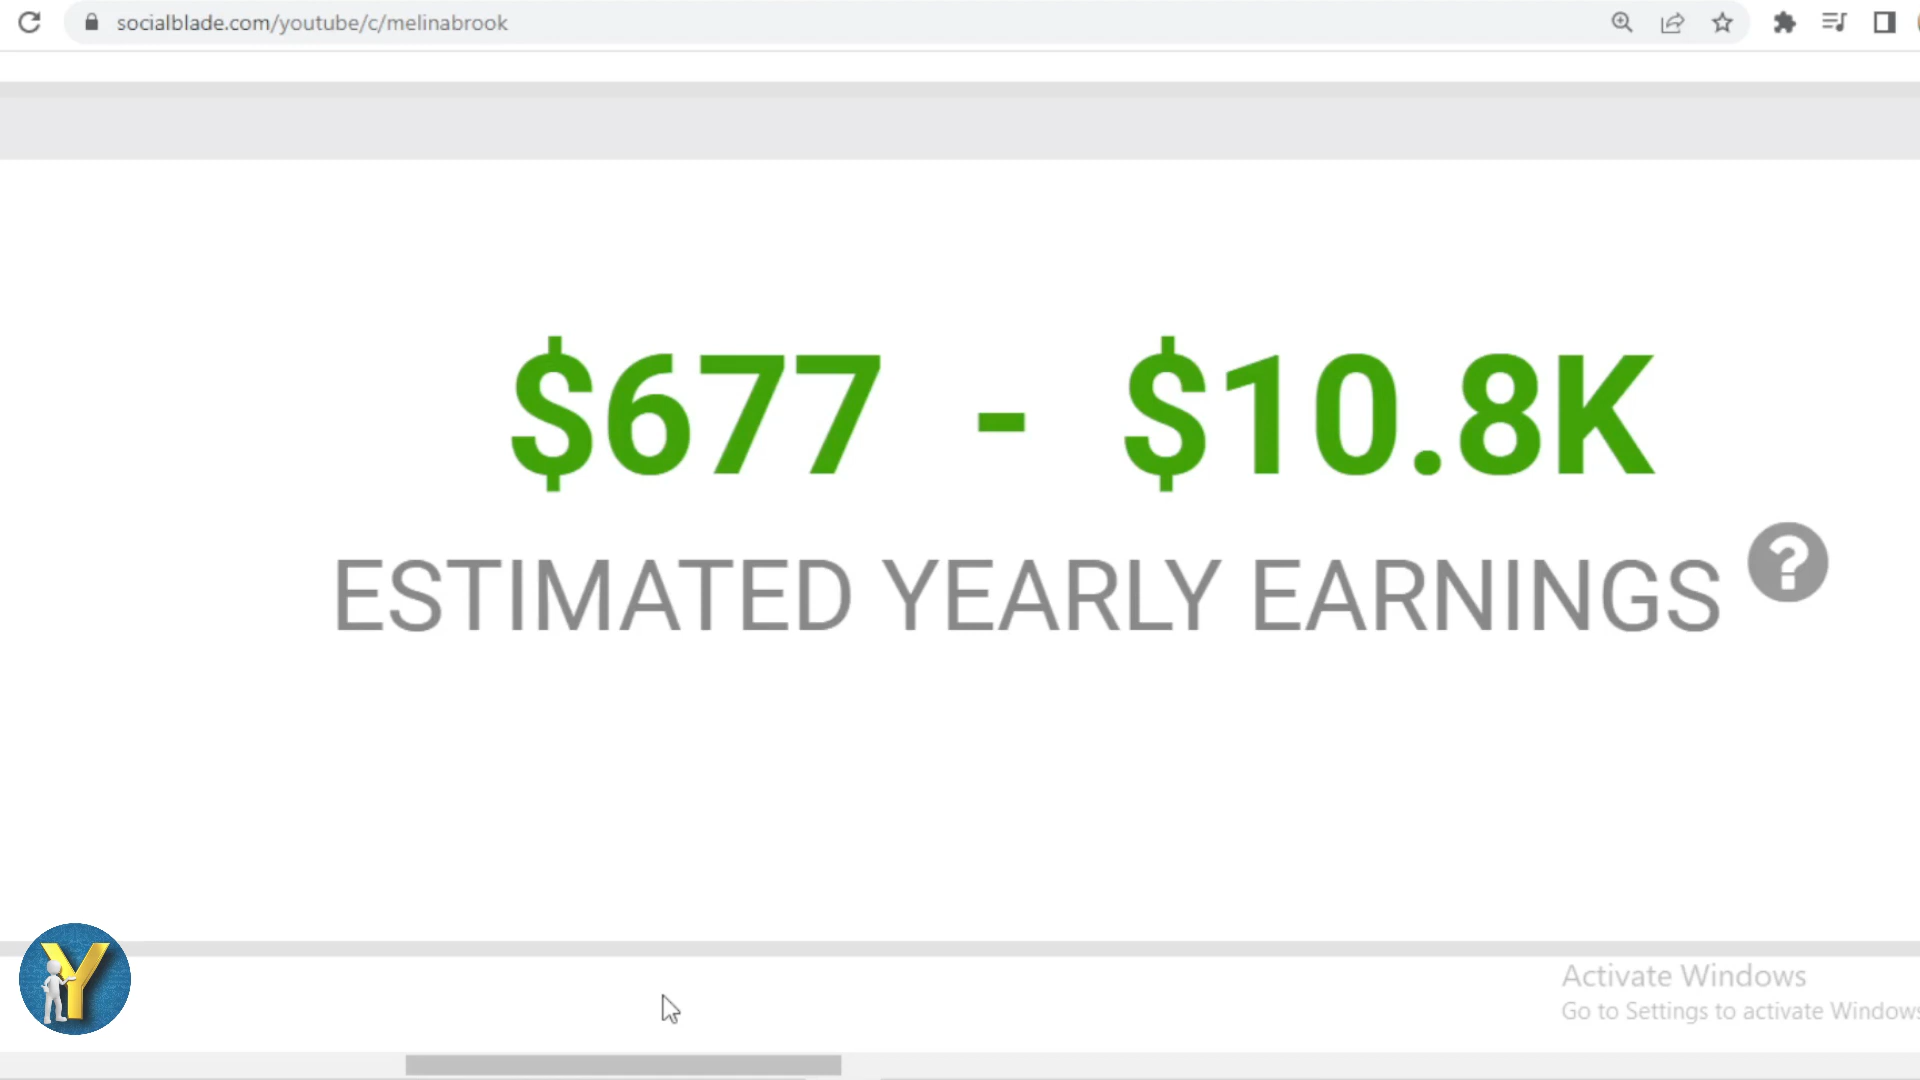 socialblade.com/youtube/c/melinabrook
$677 - $10.8K
ESTIMATED YEARLY EARNINGS ?
Y
Activate Windows
Go to Settings to activate Windows